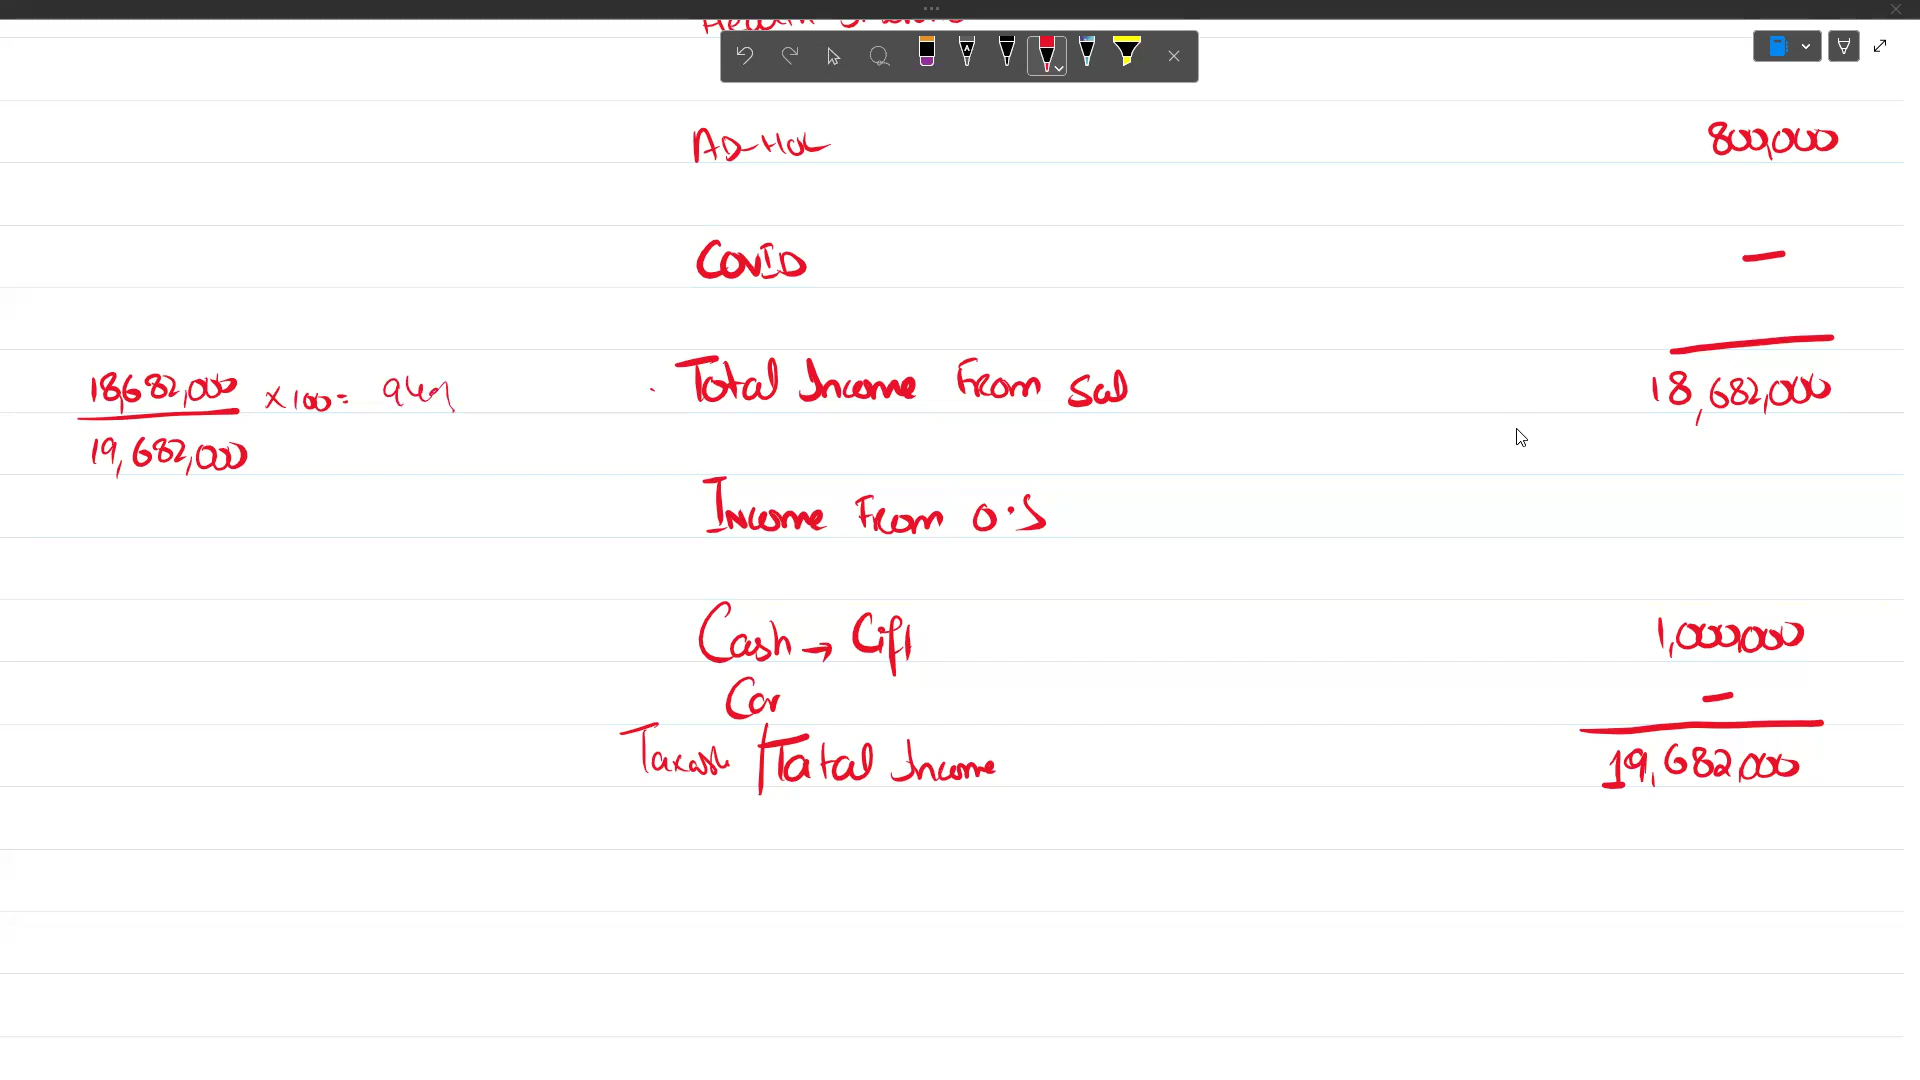 AD-HOC 800,000
COVID —
Total Income From Sal 18,682,000
18,682,000 x 100 =
19,682,000
Income From O.S
Cash → Gift 1,000,000
Car —
Taxable / Total Income 19,682,000